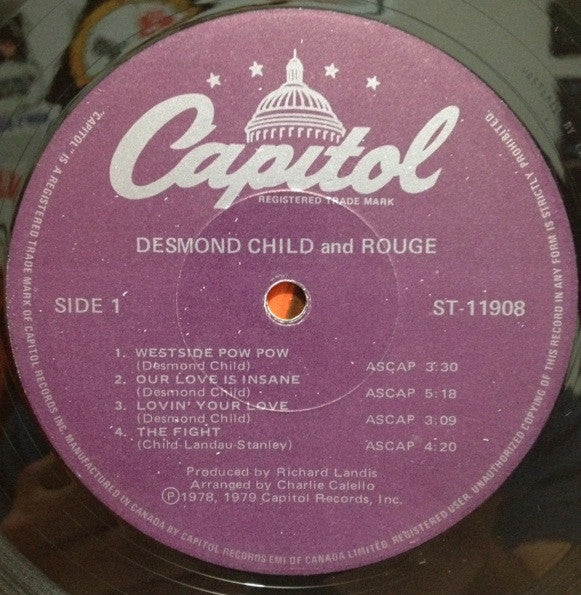 Capitol
REGISTERED TRADE MARK
DESMOND CHILD and ROUGE
SIDE 1
ST-11908
1. WESTSIDE POW POW
(Desmond Child) ASCAP 3:30
2. OUR LOVE IS INSANE
(Desmond Child) ASCAP 5:18
3. LOVIN' YOUR LOVE
(Desmond Child) ASCAP 3:09
4. THE FIGHT
(Child-Landau-Stanley) ASCAP 4:20
Produced by Richard Landis
Arranged by Charlie Calello
Ⓟ1978, 1979 Capitol Records, Inc.
"CAPITOL" IS A REGISTERED TRADE MARK OF CAPITOL RECORDS INC. MANUFACTURED IN CANADA BY CAPITOL RECORDS-EMI OF CANADA LIMITED. REGISTERED USER. UNAUTHORIZED COPYING OF THIS RECORD IN ANY FORM IS STRICTLY PROHIBITED.